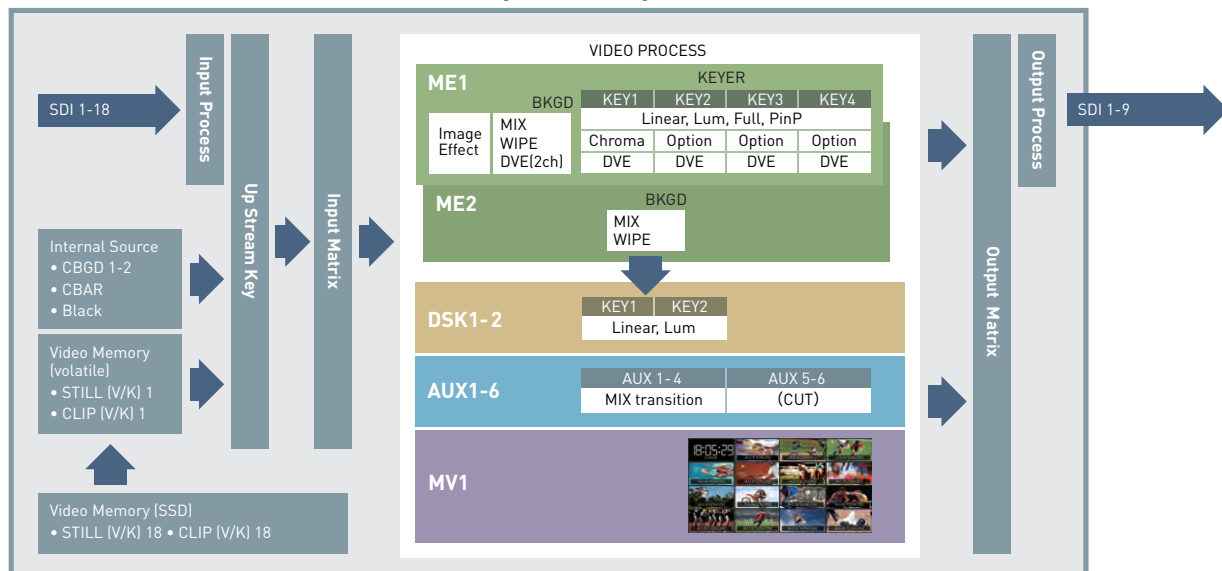 SDI 1-18
Input Process
Up Stream Key
Input Matrix
Internal Source
• CBGD 1-2
• CBAR
• Black
Video Memory
(volatile)
• STILL (V/K) 1
• CLIP (V/K) 1
Video Memory (SSD)
• STILL (V/K) 18 • CLIP (V/K) 18
VIDEO PROCESS
ME1
KEYER
BKGD
KEY1 KEY2 KEY3 KEY4
Linear, Lum, Full, PinP
Image
Effect
MIX
WIPE
DVE(2ch)
Chroma Option Option Option
DVE DVE DVE DVE
ME2
BKGD
MIX
WIPE
DSK1-2
KEY1 KEY2
Linear, Lum
AUX1-6
AUX 1-4 AUX 5-6
MIX transition (CUT)
MV1
18:05:29
Output Matrix
Output Process
SDI 1-9